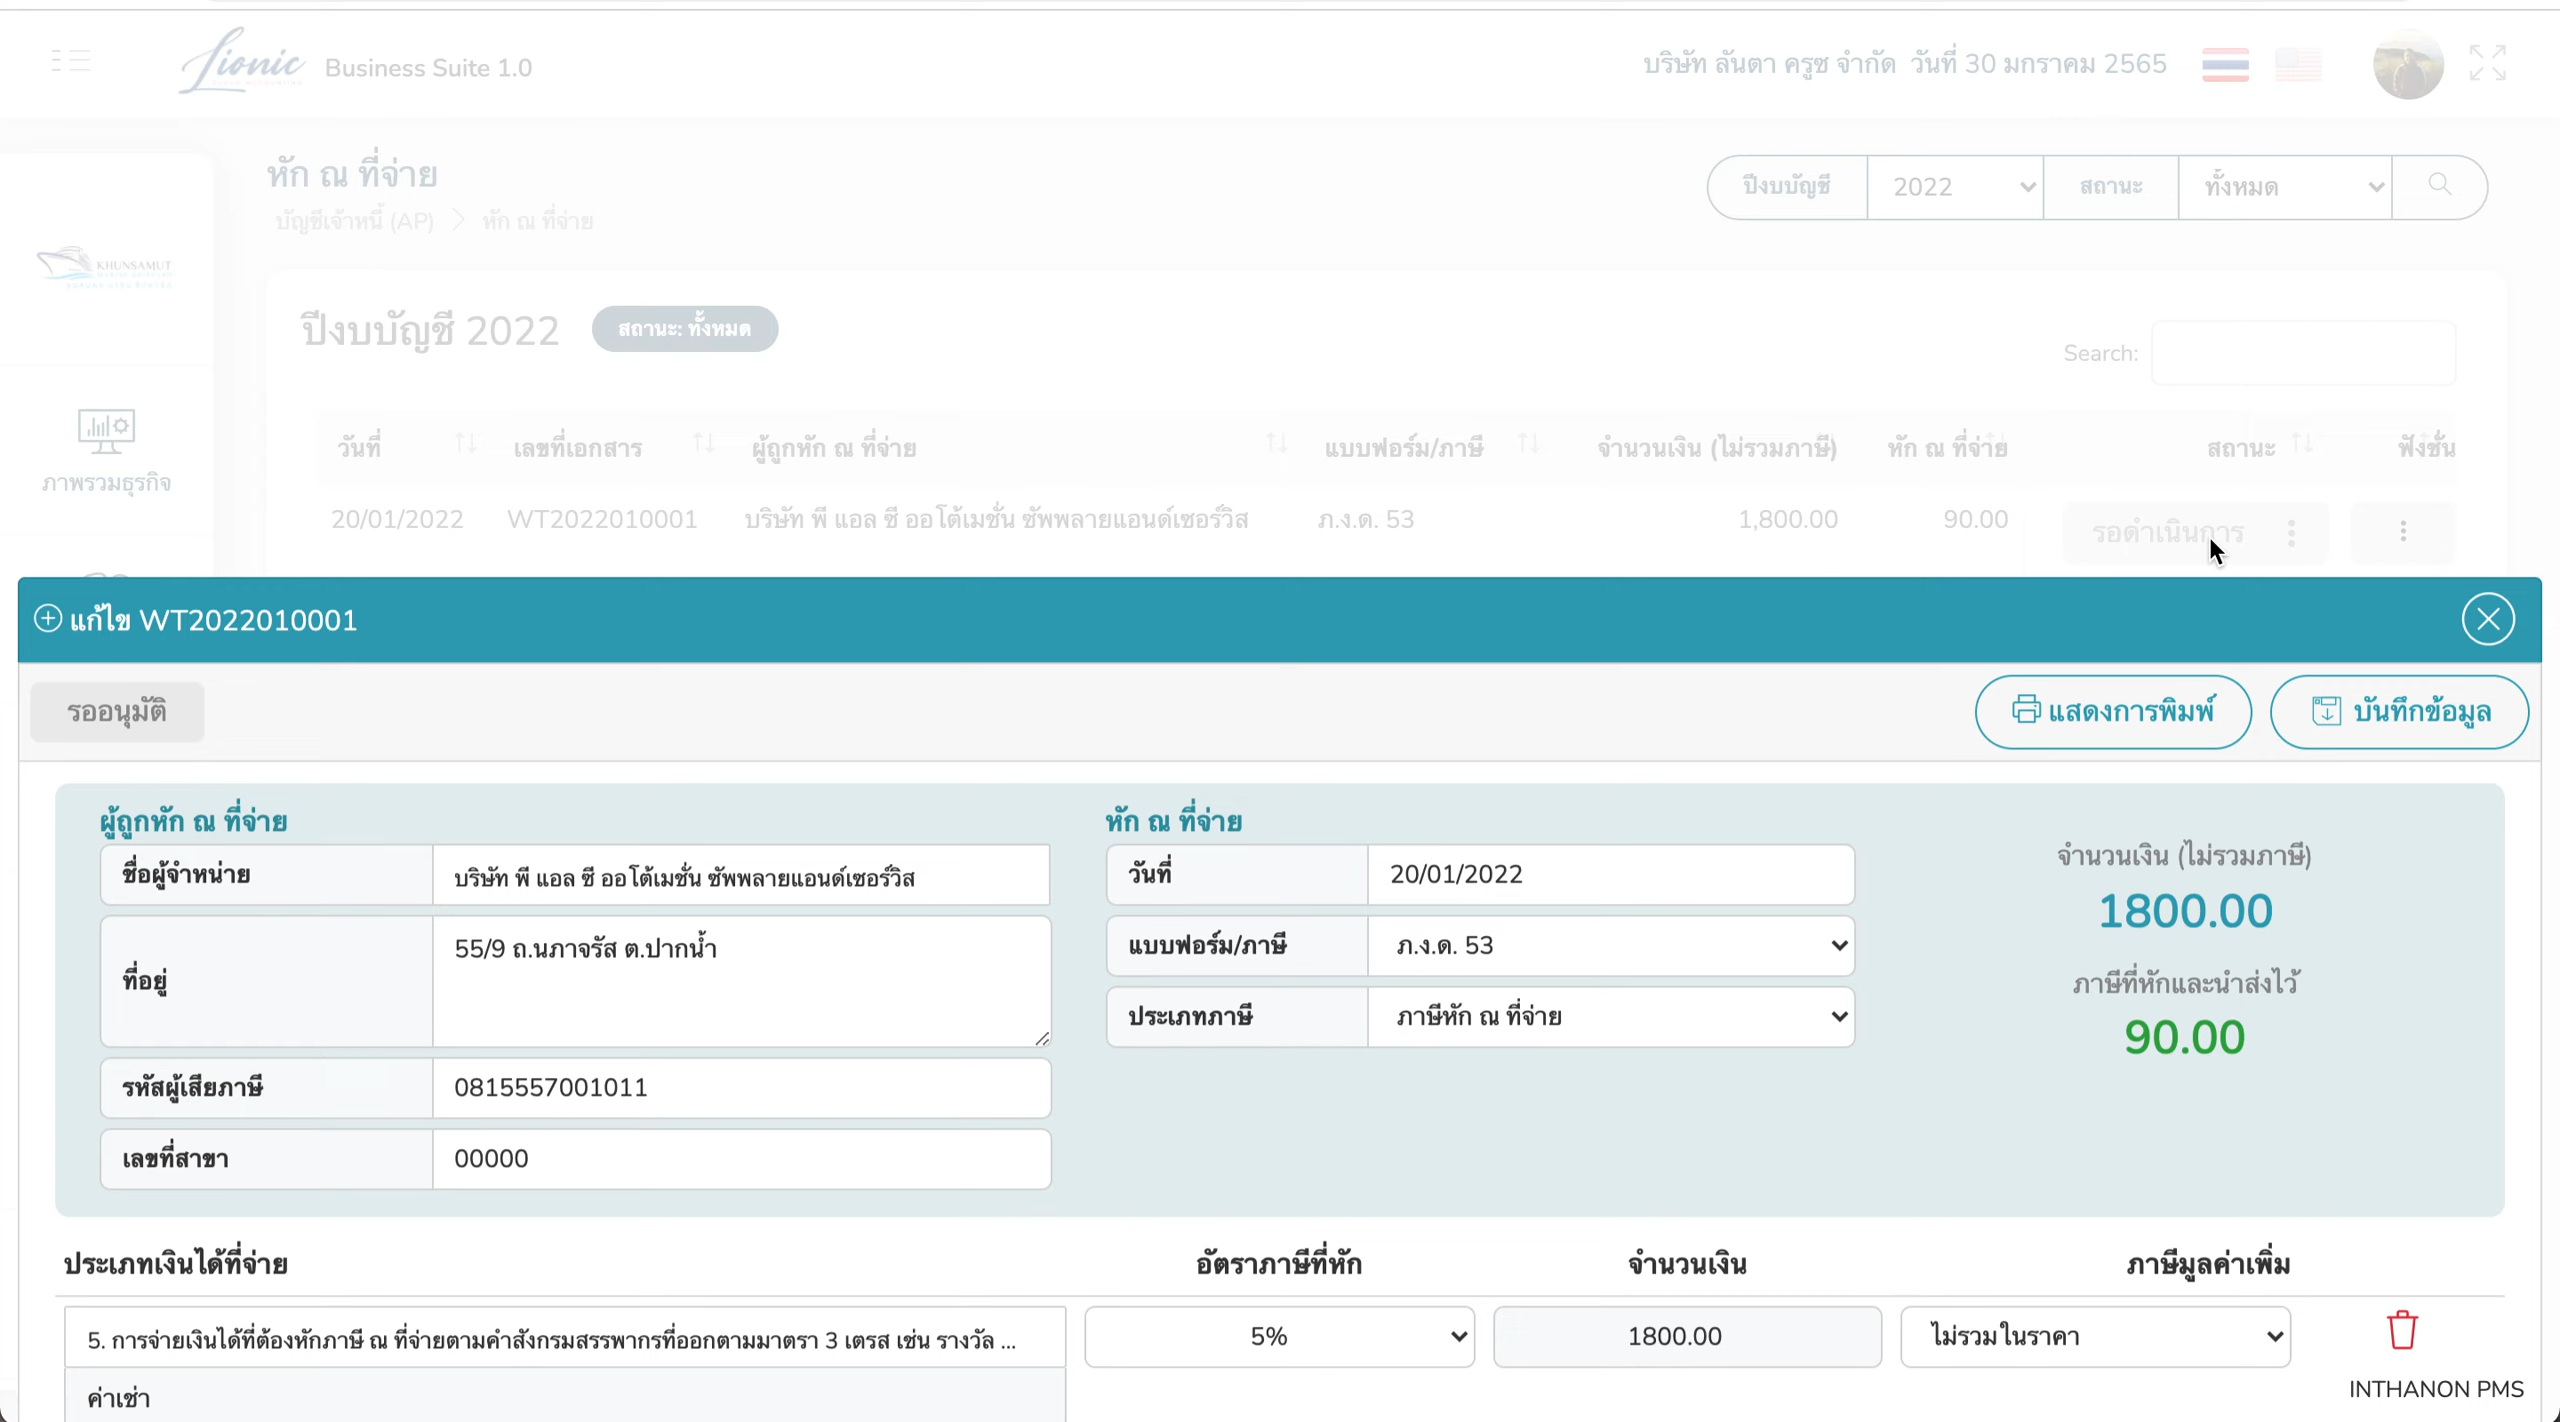 Lionic
Business Suite 1.0
บริษัท ลันตา ครูซ จำกัด วันที่ 30 มกราคม 2565
หัก ณ ที่จ่าย
บัญชีเจ้าหนี้ (AP) หัก ณ ที่จ่าย
ปีงบบัญชี 2022 สถานะ ทั้งหมด
KHUNSAMUT
ปีงบบัญชี 2022 สถานะ: ทั้งหมด
Search:
ภาพรวมธุรกิจ
วันที่ เลขที่เอกสาร ผู้ถูกหัก ณ ที่จ่าย แบบฟอร์ม/ภาษี จำนวนเงิน (ไม่รวมภาษี) หัก ณ ที่จ่าย สถานะ ฟังชั่น
20/01/2022 WT2022010001 บริษัท พี แอล ซี ออโต้เมชั่น ซัพพลายแอนด์เซอร์วิส ภ.ง.ด. 53 1,800.00 90.00 รอดำเนินการ
แก้ไข WT2022010001
รออนุมัติ
แสดงการพิมพ์ บันทึกข้อมูล
ผู้ถูกหัก ณ ที่จ่าย
ชื่อผู้จำหน่าย บริษัท พี แอล ซี ออโต้เมชั่น ซัพพลายแอนด์เซอร์วิส
ที่อยู่ 55/9 ถ.นภาจรัส ต.ปากน้ำ
รหัสผู้เสียภาษี 0815557001011
เลขที่สาขา 00000
หัก ณ ที่จ่าย
วันที่ 20/01/2022
แบบฟอร์ม/ภาษี ภ.ง.ด. 53
ประเภทภาษี ภาษีหัก ณ ที่จ่าย
จำนวนเงิน (ไม่รวมภาษี)
1800.00
ภาษีที่หักและนำส่งไว้
90.00
ประเภทเงินได้ที่จ่าย อัตราภาษีที่หัก จำนวนเงิน ภาษีมูลค่าเพิ่ม
5. การจ่ายเงินได้ที่ต้องหักภาษี ณ ที่จ่ายตามคำสั่งกรมสรรพากรที่ออกตามมาตรา 3 เตรส เช่น รางวัล ... 5% 1800.00 ไม่รวมในราคา
ค่าเช่า
INTHANON PMS